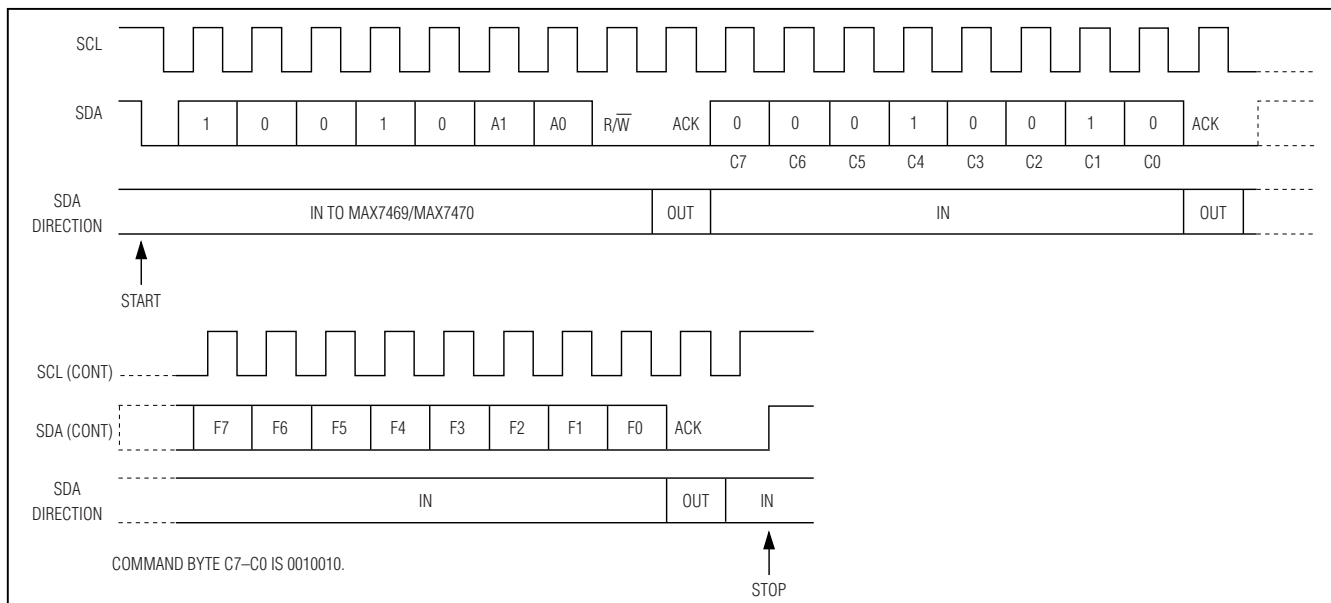 SCL
SDA 1 0 0 1 0 A1 A0 R/W̅ ACK 0 0 0 1 0 0 1 0 ACK
C7 C6 C5 C4 C3 C2 C1 C0
SDA DIRECTION IN TO MAX7469/MAX7470 OUT IN OUT
START
SCL (CONT)
SDA (CONT) F7 F6 F5 F4 F3 F2 F1 F0 ACK
SDA DIRECTION IN OUT IN
COMMAND BYTE C7–C0 IS 0010010.
STOP